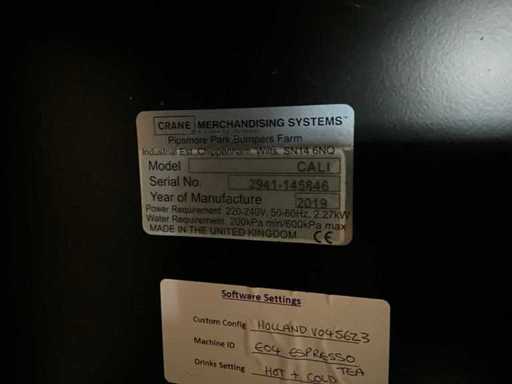 CRANE MERCHANDISING SYSTEMS™
Pipsmore Park, Bumpers Farm
Industrial Est. Chippenham, Wilts, SN14 6NQ
Model CALI
Serial No. 2941-145846
Year of Manufacture 2019
Power Requirement 220-240V, 50-60Hz, 2.27kW
Water Requirement 200kPa min/600kPa max
MADE IN THE UNITED KINGDOM CE
Software Settings
Custom Config HOLLAND V045623
Machine ID E04 ESPRESSO
TEA
Drinks Setting HOT + COLD